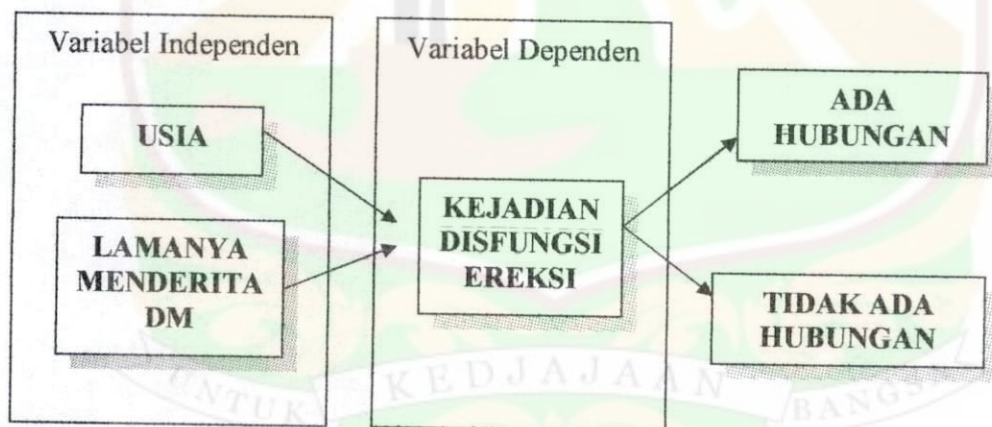 Variabel Independen
USIA
LAMANYA
MENDERITA
DM
Variabel Dependen
KEJADIAN
DISFUNGSI
EREKSI
ADA
HUBUNGAN
TIDAK ADA
HUBUNGAN
UNTUK KEDJAJAAN BANGSA